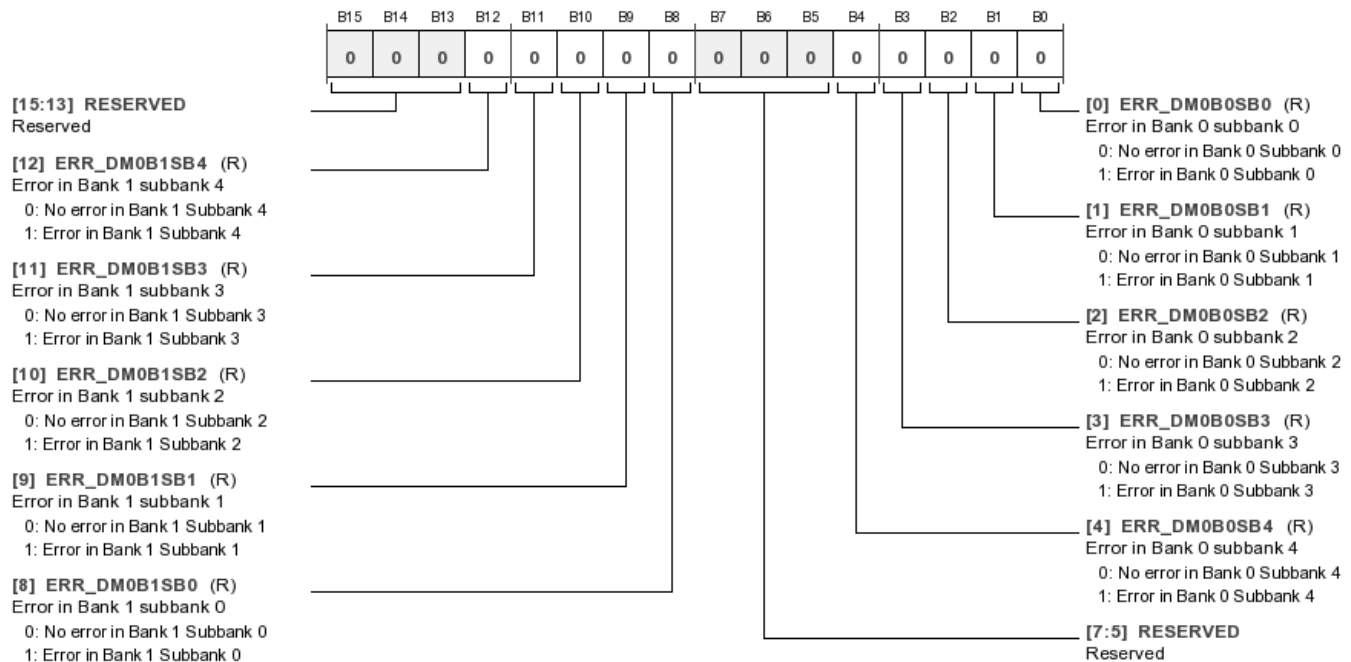 B15 B14 B13 B12 B11 B10 B9 B8 B7 B6 B5 B4 B3 B2 B1 B0
0 0 0 0 0 0 0 0 0 0 0 0 0 0 0 0
[15:13] RESERVED
Reserved
[12] ERR_DM0B1SB4 (R)
Error in Bank 1 subbank 4
0: No error in Bank 1 Subbank 4
1: Error in Bank 1 Subbank 4
[11] ERR_DM0B1SB3 (R)
Error in Bank 1 subbank 3
0: No error in Bank 1 Subbank 3
1: Error in Bank 1 Subbank 3
[10] ERR_DM0B1SB2 (R)
Error in Bank 1 subbank 2
0: No error in Bank 1 Subbank 2
1: Error in Bank 1 Subbank 2
[9] ERR_DM0B1SB1 (R)
Error in Bank 1 subbank 1
0: No error in Bank 1 Subbank 1
1: Error in Bank 1 Subbank 1
[8] ERR_DM0B1SB0 (R)
Error in Bank 1 subbank 0
0: No error in Bank 1 Subbank 0
1: Error in Bank 1 Subbank 0
[0] ERR_DM0B0SB0 (R)
Error in Bank 0 subbank 0
0: No error in Bank 0 Subbank 0
1: Error in Bank 0 Subbank 0
[1] ERR_DM0B0SB1 (R)
Error in Bank 0 subbank 1
0: No error in Bank 0 Subbank 1
1: Error in Bank 0 Subbank 1
[2] ERR_DM0B0SB2 (R)
Error in Bank 0 subbank 2
0: No error in Bank 0 Subbank 2
1: Error in Bank 0 Subbank 2
[3] ERR_DM0B0SB3 (R)
Error in Bank 0 subbank 3
0: No error in Bank 0 Subbank 3
1: Error in Bank 0 Subbank 3
[4] ERR_DM0B0SB4 (R)
Error in Bank 0 subbank 4
0: No error in Bank 0 Subbank 4
1: Error in Bank 0 Subbank 4
[7:5] RESERVED
Reserved